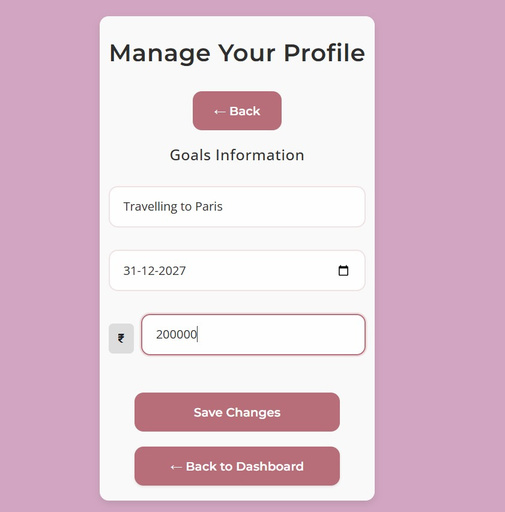 Manage Your Profile
← Back
Goals Information
Travelling to Paris
31-12-2027
₹ 200000
Save Changes
← Back to Dashboard